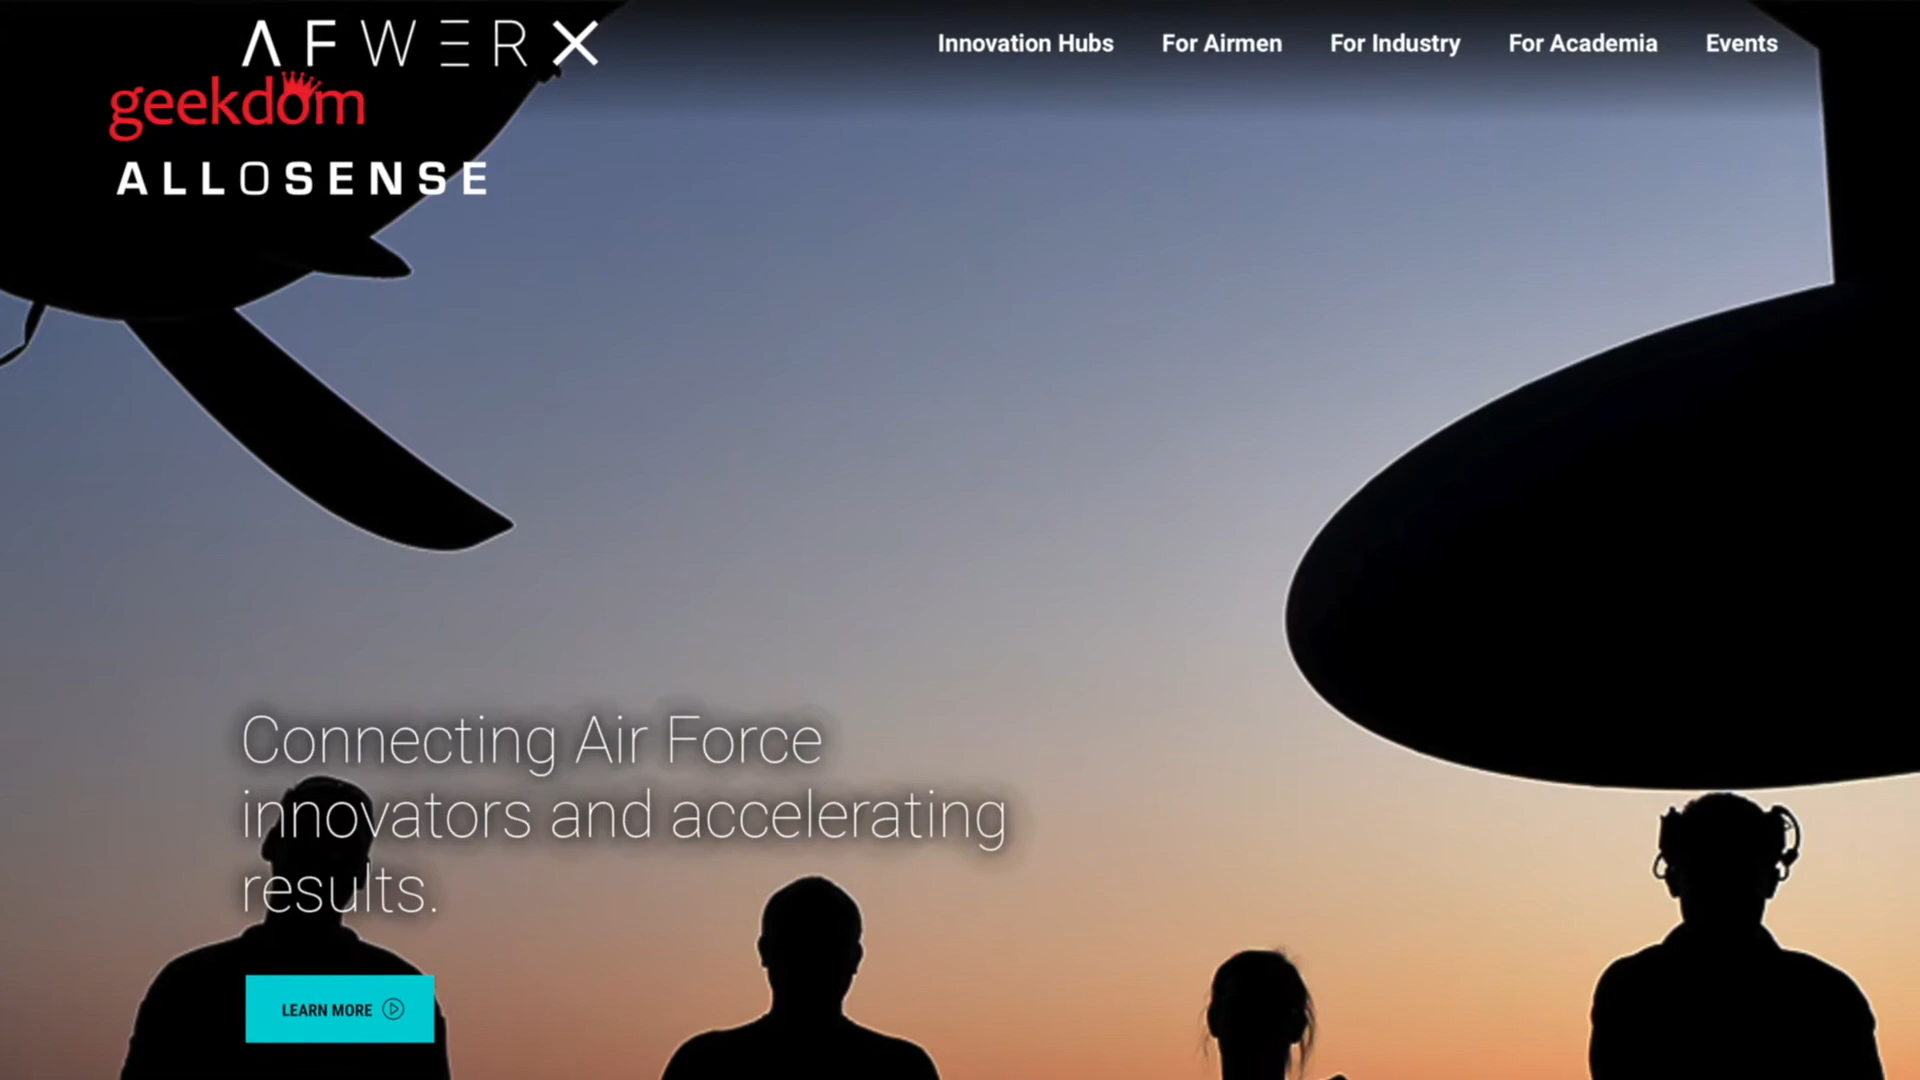 AFWERX
Innovation Hubs For Airmen For Industry For Academia Events
geekdom
ALLOSENSE
Connecting Air Force
innovators and accelerating
results.
LEARN MORE